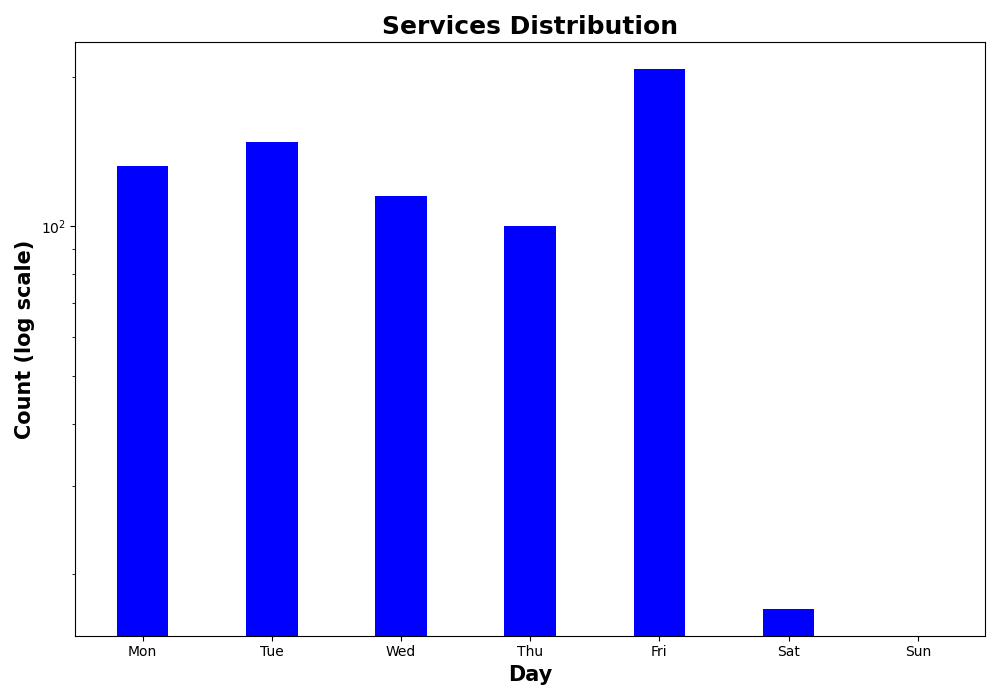 Services Distribution
Count (log scale)
10²
Mon Tue Wed Thu Fri Sat Sun
Day